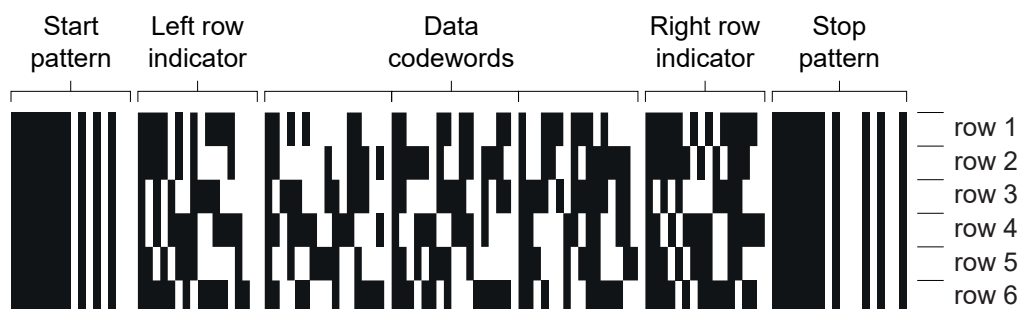 Start pattern
Left row indicator
Data codewords
Right row indicator
Stop pattern
row 1
row 2
row 3
row 4
row 5
row 6